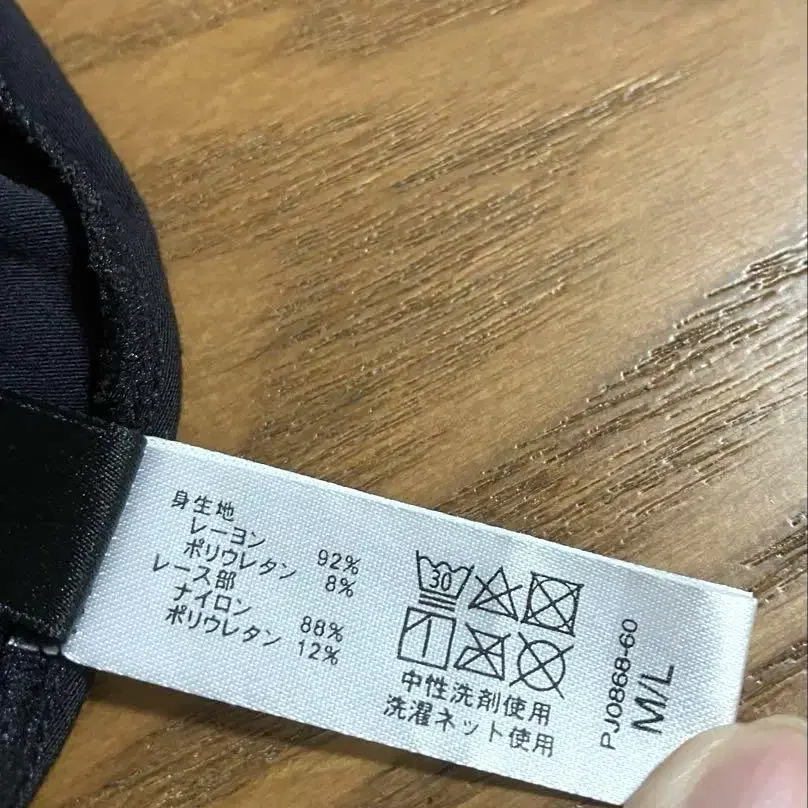 身生地
レーヨン 92%
ポリウレタン 8%
レース部
ナイロン 88%
ポリウレタン 12%
30
中性洗剤使用
洗濯ネット使用
PJ0868-60
M/L